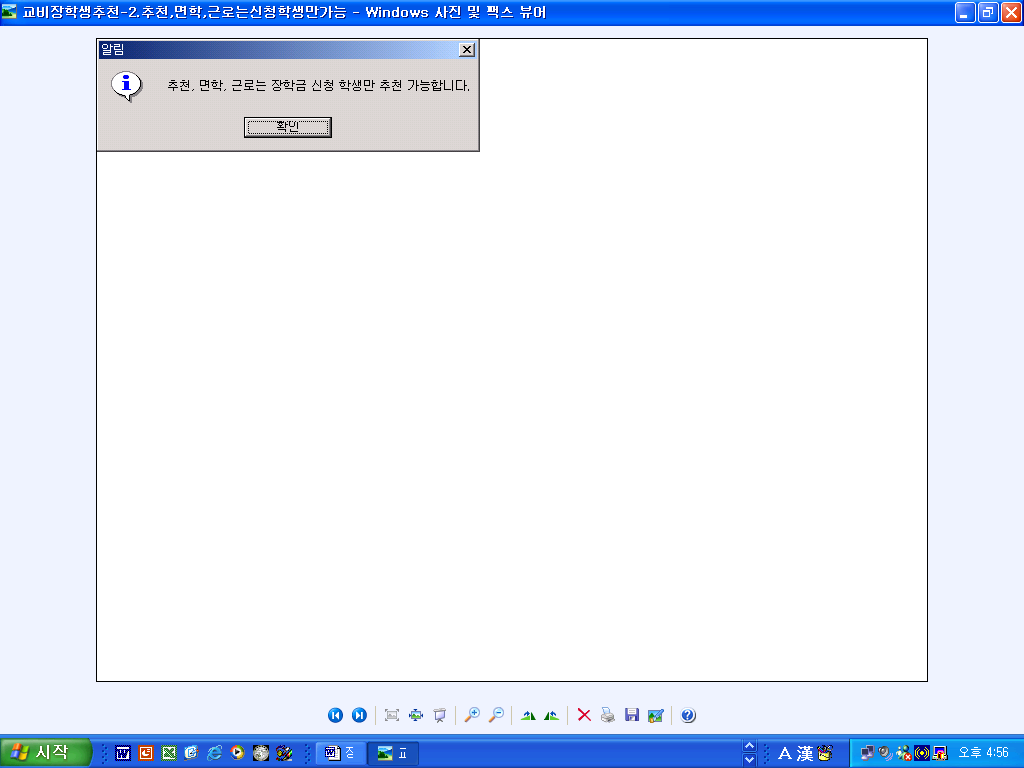 교비장학생추천-2.추천,면학,근로는신청학생만가능 - Windows 사진 및 팩스 뷰어
알림
추천, 면학, 근로는 장학금 신청 학생만 추천 가능합니다.
확인
시작
A 漢
오후 4:56